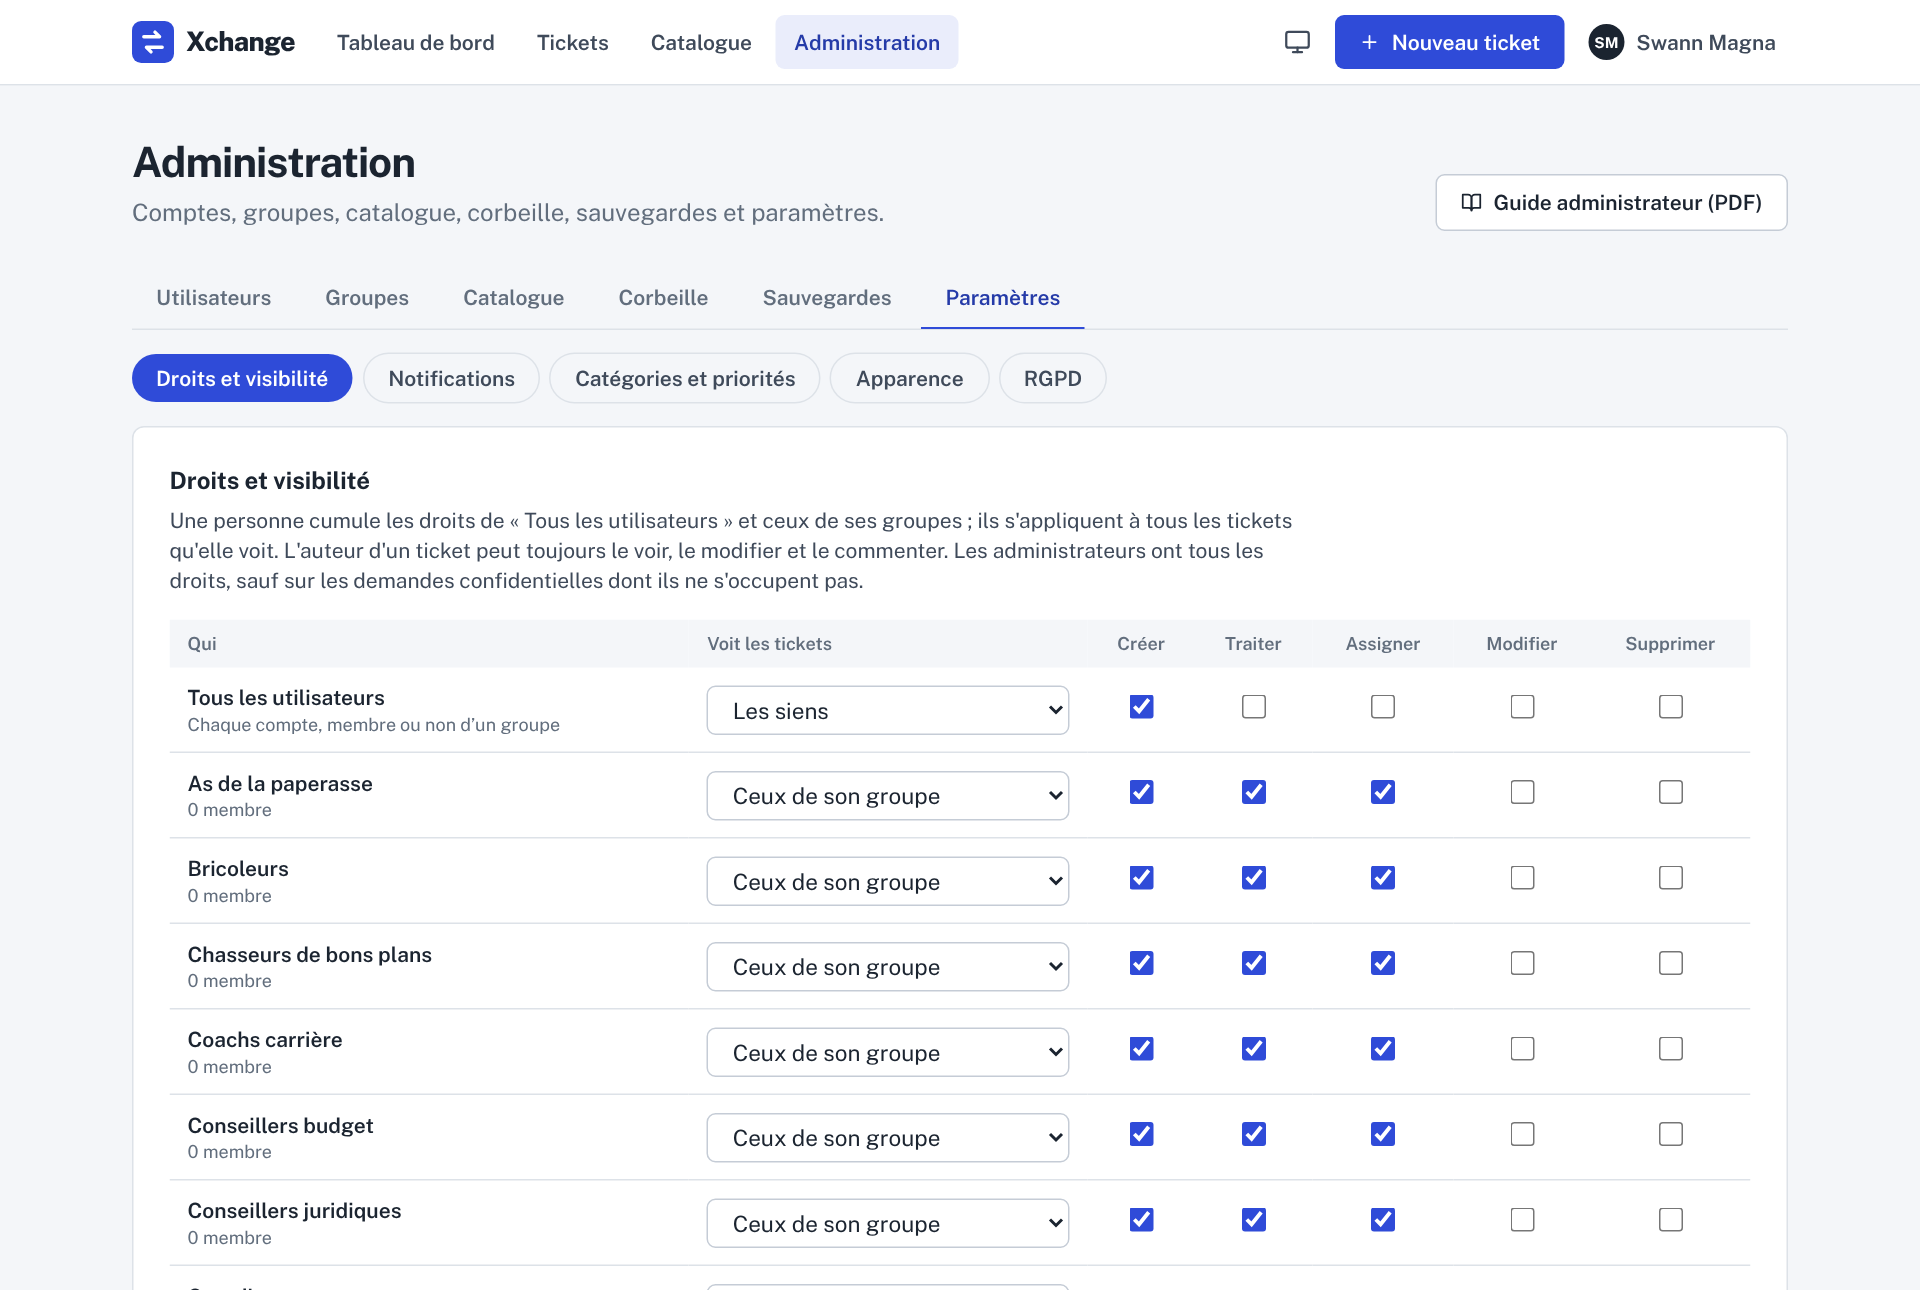 Xchange
Tableau de bord
Tickets
Catalogue
Administration
Nouveau ticket
SM
Swann Magna
Administration
Comptes, groupes, catalogue, corbeille, sauvegardes et paramètres.
Guide administrateur (PDF)
Utilisateurs
Groupes
Catalogue
Corbeille
Sauvegardes
Paramètres
Droits et visibilité
Notifications
Catégories et priorités
Apparence
RGPD
Droits et visibilité
Une personne cumule les droits de « Tous les utilisateurs » et ceux de ses groupes ; ils s'appliquent à tous les tickets
qu'elle voit. L'auteur d'un ticket peut toujours le voir, le modifier et le commenter. Les administrateurs ont tous les
droits, sauf sur les demandes confidentielles dont ils ne s'occupent pas.
Qui
Voit les tickets
Créer
Traiter
Assigner
Modifier
Supprimer
Tous les utilisateurs
Chaque compte, membre ou non d’un groupe
Les siens
As de la paperasse
0 membre
Ceux de son groupe
Bricoleurs
0 membre
Ceux de son groupe
Chasseurs de bons plans
0 membre
Ceux de son groupe
Coachs carrière
0 membre
Ceux de son groupe
Conseillers budget
0 membre
Ceux de son groupe
Conseillers juridiques
0 membre
Ceux de son groupe